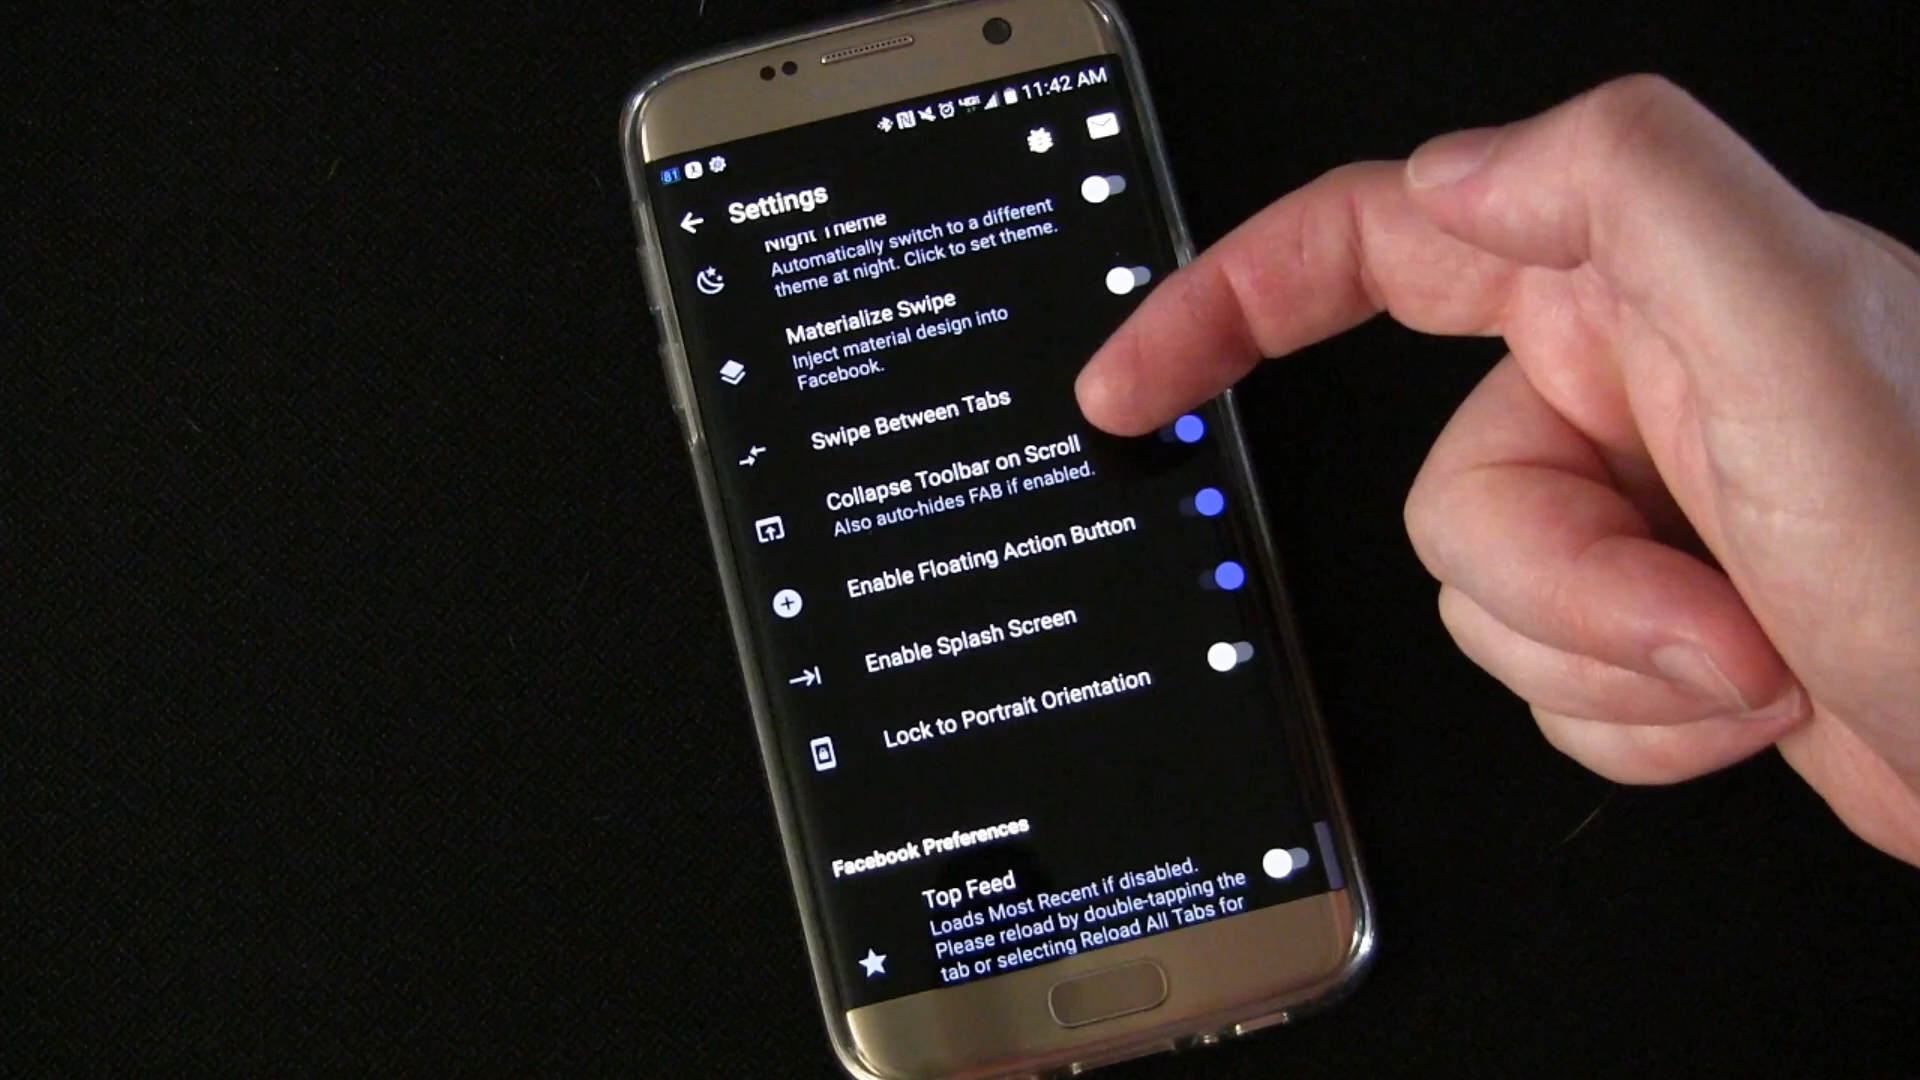 11:42 AM
81
Settings
Night Theme
Automatically switch to a different
theme at night. Click to set theme.
Materialize Swipe
Inject material design into
Facebook.
Swipe Between Tabs
Collapse Toolbar on Scroll
Also auto-hides FAB if enabled.
Enable Floating Action Button
Enable Splash Screen
Lock to Portrait Orientation
Facebook Preferences
Top Feed
Loads Most Recent if disabled.
Please reload by double-tapping the
tab or selecting Reload All Tabs for